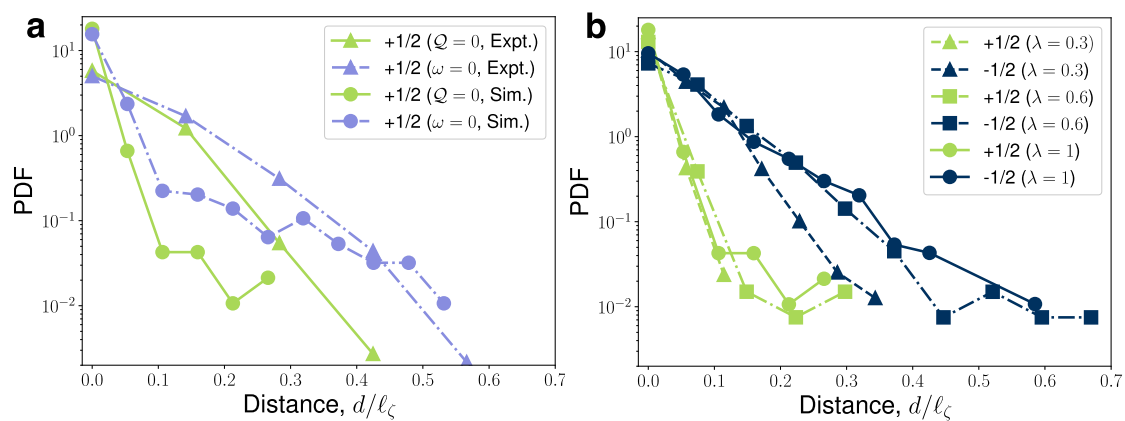 a
PDF
10¹
10⁰
10⁻¹
10⁻²
+1/2 (𝒬 = 0, Expt.)
+1/2 (ω = 0, Expt.)
+1/2 (𝒬 = 0, Sim.)
+1/2 (ω = 0, Sim.)
0.0 0.1 0.2 0.3 0.4 0.5 0.6 0.7
Distance, d/ℓ_ζ
b
PDF
10¹
10⁰
10⁻¹
10⁻²
+1/2 (λ = 0.3)
-1/2 (λ = 0.3)
+1/2 (λ = 0.6)
-1/2 (λ = 0.6)
+1/2 (λ = 1)
-1/2 (λ = 1)
0.0 0.1 0.2 0.3 0.4 0.5 0.6 0.7
Distance, d/ℓ_ζ